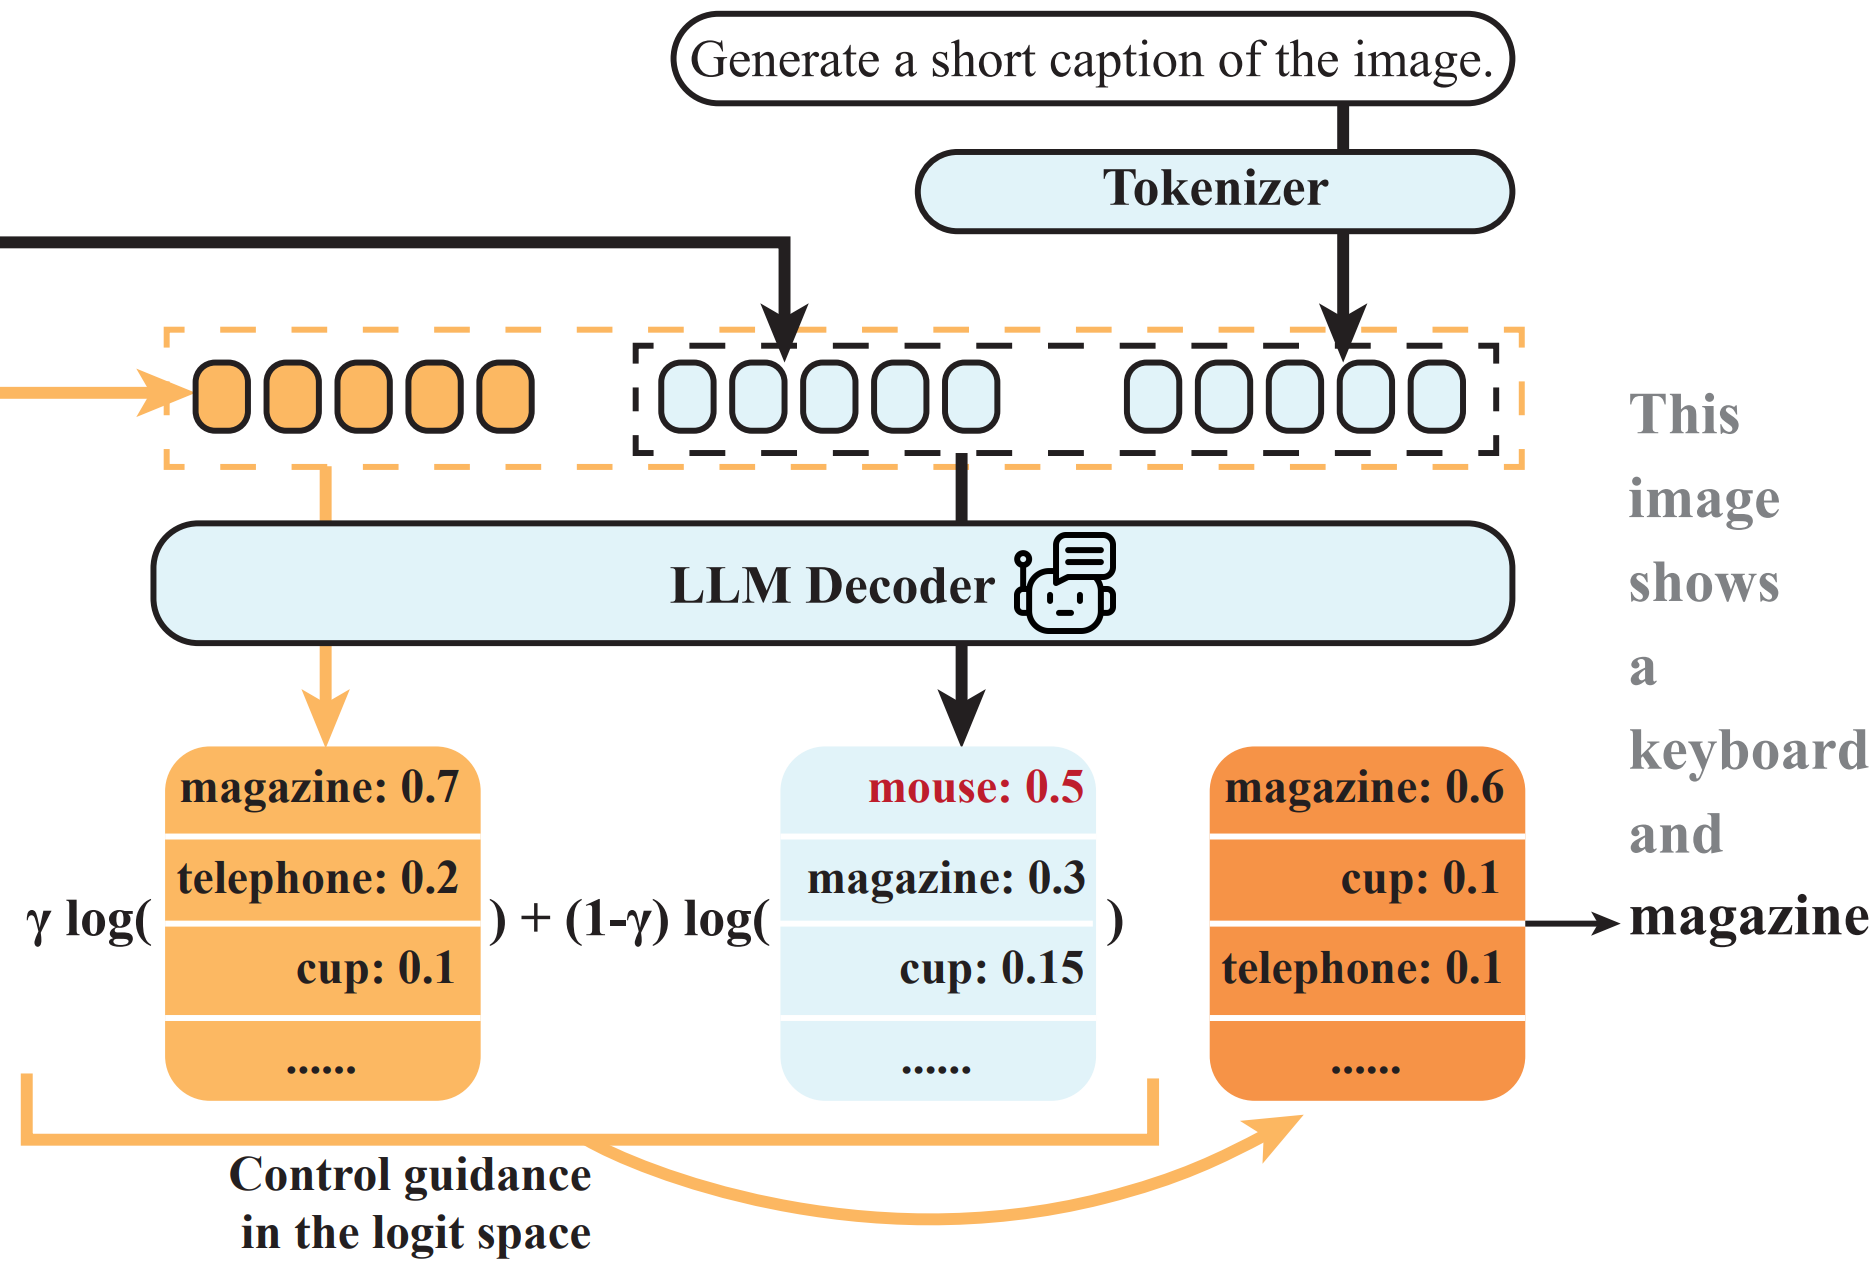 Generate a short caption of the image.
Tokenizer
LLM Decoder
γ log(
magazine: 0.7
telephone: 0.2
cup: 0.1
......
) + (1-γ) log(
mouse: 0.5
magazine: 0.3
cup: 0.15
......
)
magazine: 0.6
cup: 0.1
telephone: 0.1
......
This
image
shows
a
keyboard
and
magazine
Control guidance
in the logit space